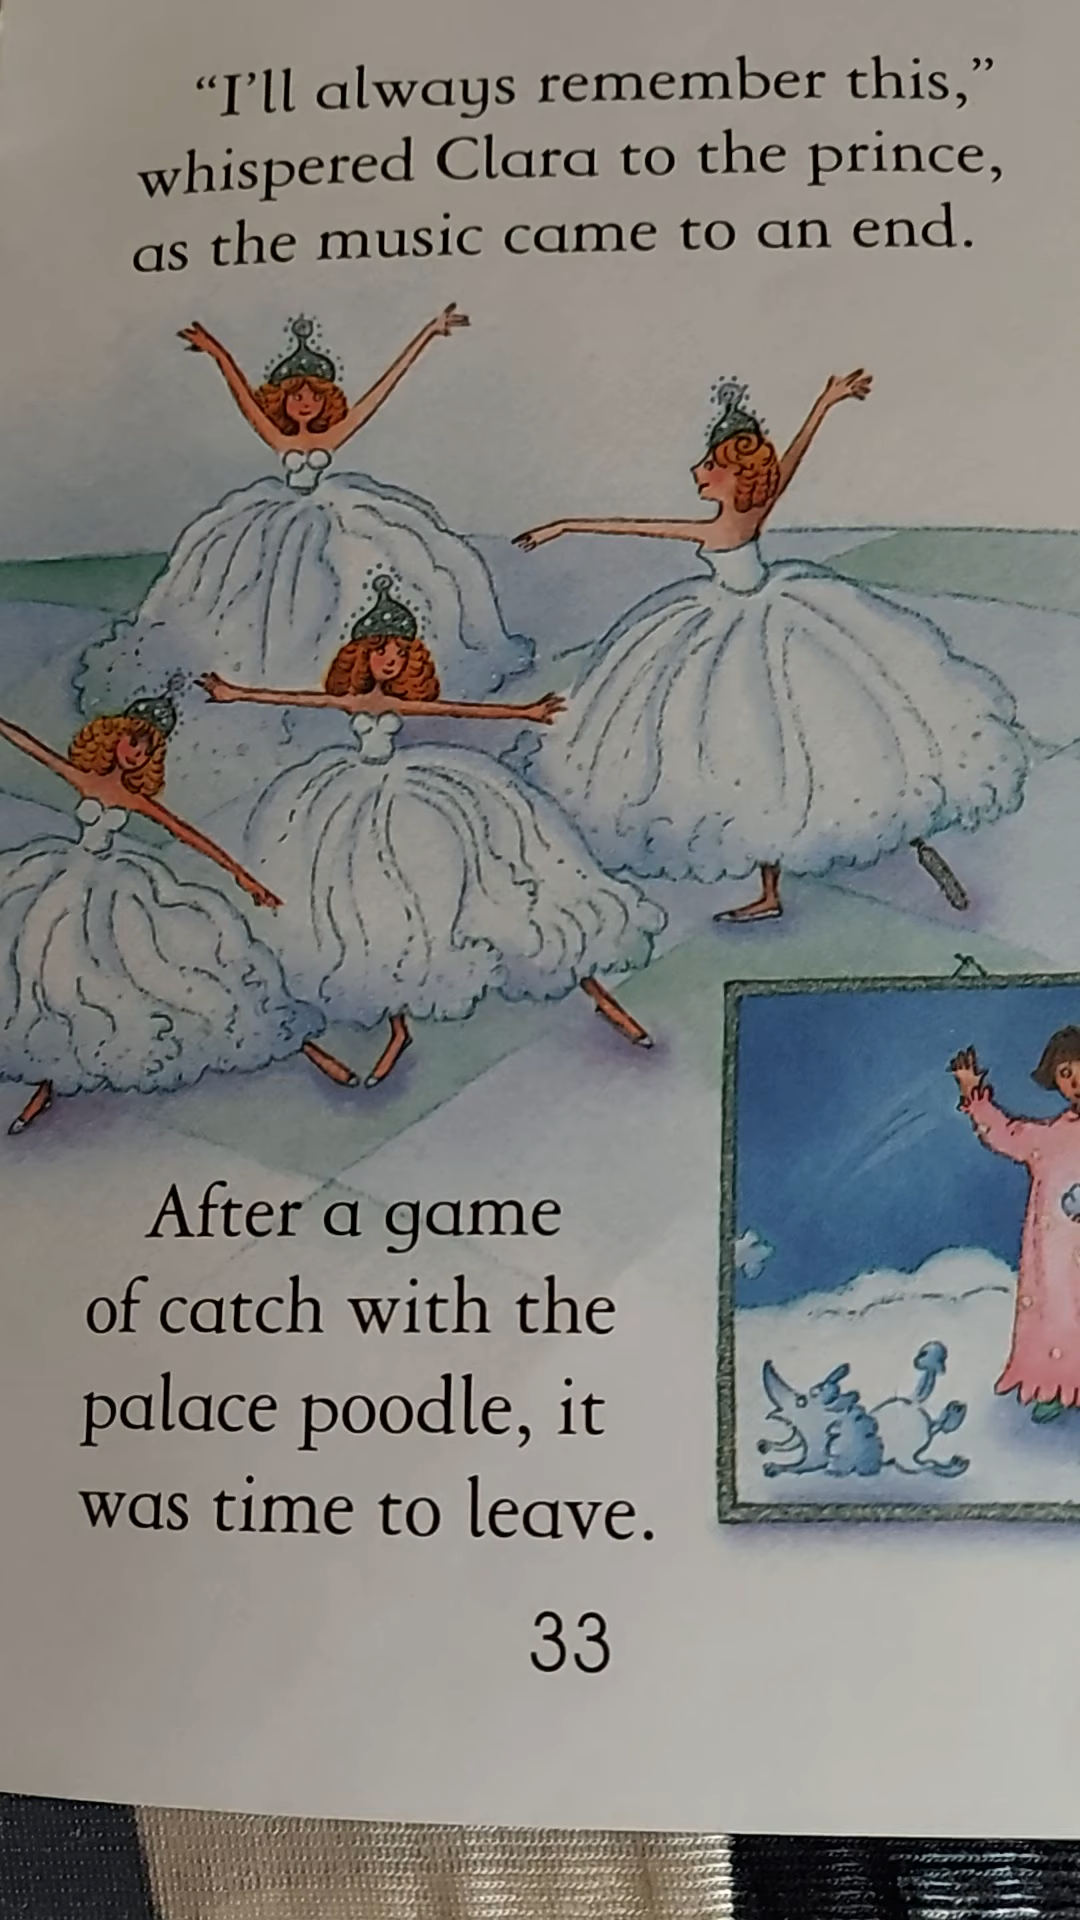 “I’ll always remember this,”
whispered Clara to the prince,
as the music came to an end.
After a game
of catch with the
palace poodle, it
was time to leave.
33